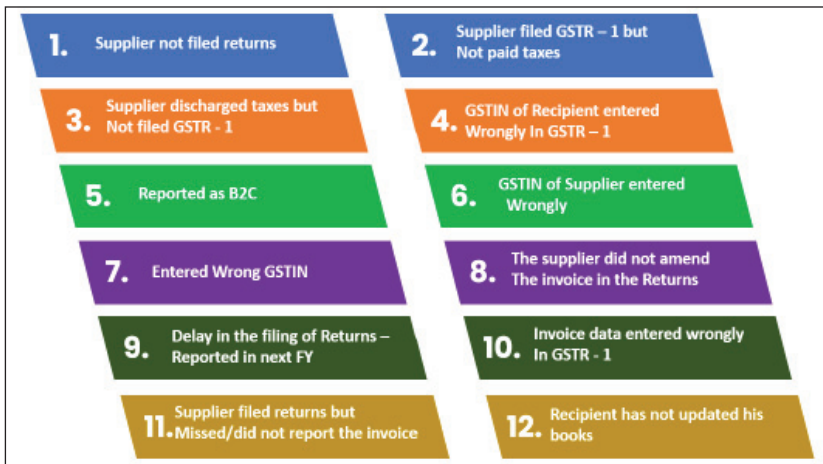 1. Supplier not filed returns
2. Supplier filed GSTR – 1 but
Not paid taxes
3. Supplier discharged taxes but
Not filed GSTR - 1
4. GSTIN of Recipient entered
Wrongly In GSTR – 1
5. Reported as B2C
6. GSTIN of Supplier entered
Wrongly
7. Entered Wrong GSTIN
8. The supplier did not amend
The invoice in the Returns
9. Delay in the filing of Returns –
Reported in next FY
10. Invoice data entered wrongly
In GSTR - 1
11. Supplier filed returns but
Missed/did not report the invoice
12. Recipient has not updated his
books